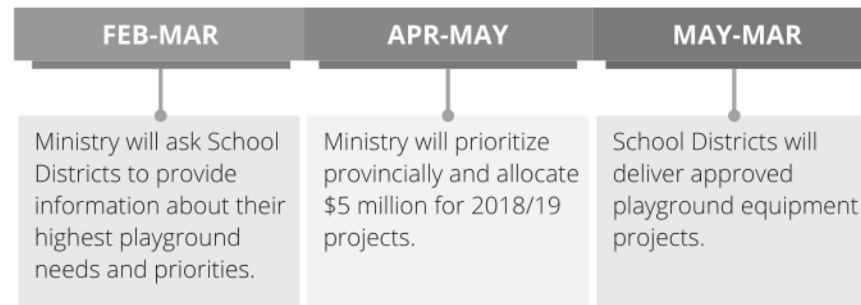 FEB-MAR
APR-MAY
MAY-MAR
Ministry will ask School
Districts to provide
information about their
highest playground
needs and priorities.
Ministry will prioritize
provincially and allocate
$5 million for 2018/19
projects.
School Districts will
deliver approved
playground equipment
projects.